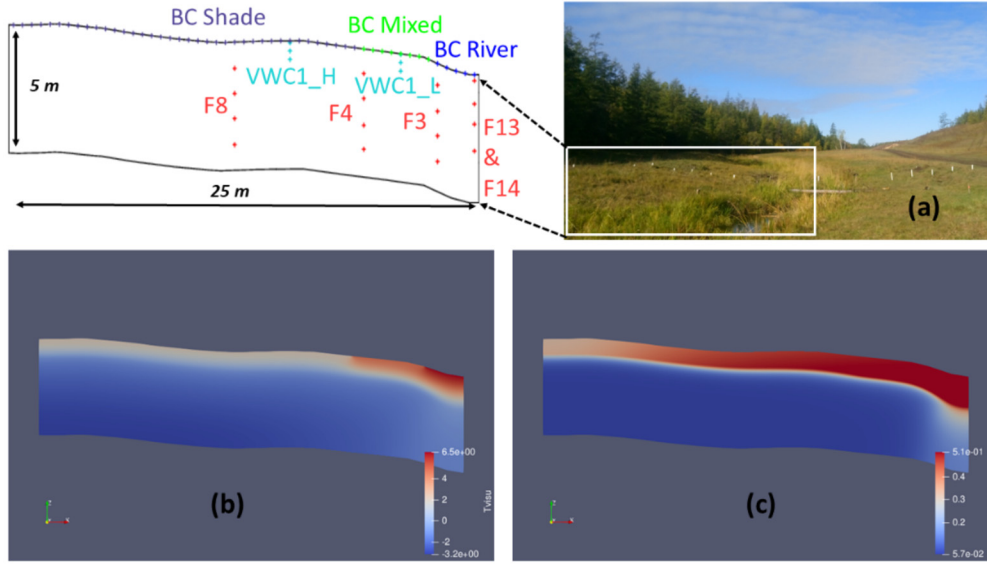 BC Shade
BC Mixed
BC River
VWC1_H
VWC1_L
5 m
F8
F4
F3
F13
&
F14
25 m
(a)
6.5e+00
4
2
0
-2
-3.2e+00
Tvisu
(b)
5.1e-01
0.4
0.3
0.2
5.7e-02
(c)